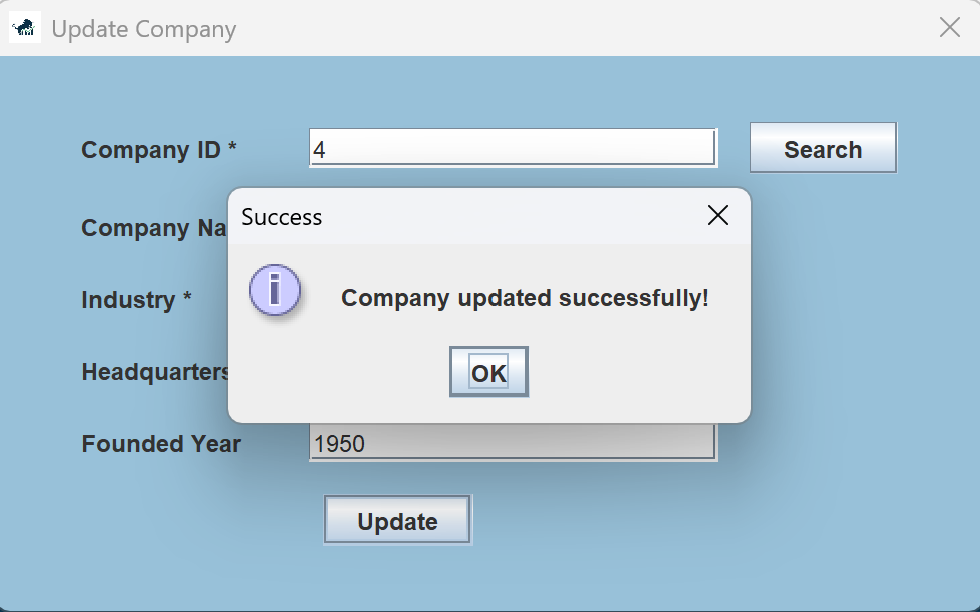 Update Company
Company ID *
4
Search
Success
Company Na
Industry *
Company updated successfully!
Headquarters
OK
Founded Year
1950
Update